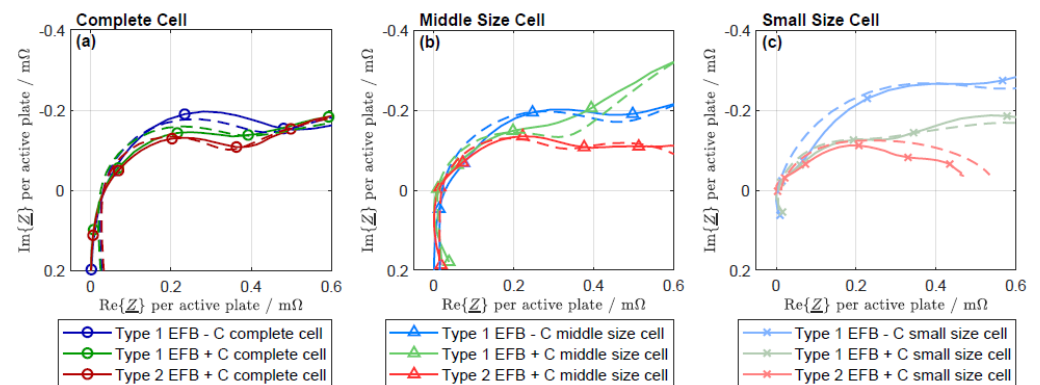 Complete Cell
(a)
-0.4
-0.2
0
0.2
Im{Z} per active plate / mΩ
0 0.2 0.4 0.6
Re{Z} per active plate / mΩ
Type 1 EFB - C complete cell
Type 1 EFB + C complete cell
Type 2 EFB + C complete cell
Middle Size Cell
(b)
-0.4
-0.2
0
0.2
Im{Z} per active plate / mΩ
0 0.2 0.4 0.6
Re{Z} per active plate / mΩ
Type 1 EFB - C middle size cell
Type 1 EFB + C middle size cell
Type 2 EFB + C middle size cell
Small Size Cell
(c)
-0.4
-0.2
0
0.2
Im{Z} per active plate / mΩ
0 0.2 0.4 0.6
Re{Z} per active plate / mΩ
Type 1 EFB - C small size cell
Type 1 EFB + C small size cell
Type 2 EFB + C small size cell